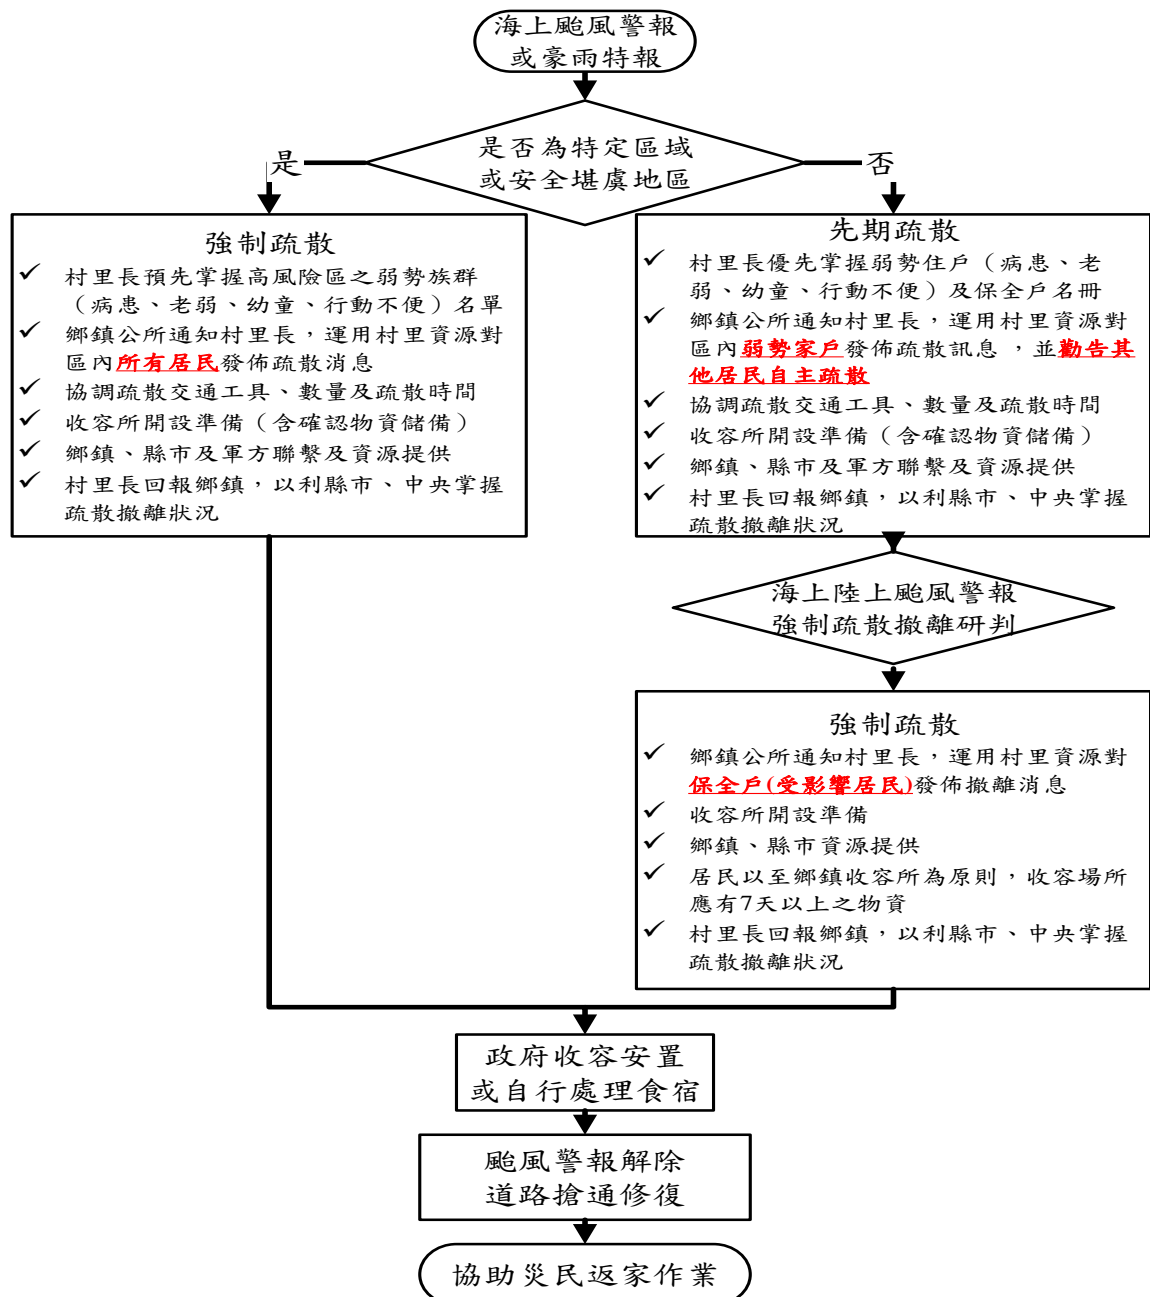 海上颱風警報
或豪雨特報
是否為特定區域
或安全堪虞地區
是
否
強制疏散
✓ 村里長預先掌握高風險區之弱勢族群
（病患、老弱、幼童、行動不便）名單
✓ 鄉鎮公所通知村里長，運用村里資源對
區內所有居民發佈疏散消息
✓ 協調疏散交通工具、數量及疏散時間
✓ 收容所開設準備（含確認物資儲備）
✓ 鄉鎮、縣市及軍方聯繫及資源提供
✓ 村里長回報鄉鎮，以利縣市、中央掌握
疏散撤離狀況
先期疏散
✓ 村里長優先掌握弱勢住戶（病患、老
弱、幼童、行動不便）及保全戶名冊
✓ 鄉鎮公所通知村里長，運用村里資源對
區內弱勢家戶發佈疏散訊息，並勸告其
他居民自主疏散
✓ 協調疏散交通工具、數量及疏散時間
✓ 收容所開設準備（含確認物資儲備）
✓ 鄉鎮、縣市及軍方聯繫及資源提供
✓ 村里長回報鄉鎮，以利縣市、中央掌握
疏散撤離狀況
海上陸上颱風警報
強制疏散撤離研判
強制疏散
✓ 鄉鎮公所通知村里長，運用村里資源對
保全戶(受影響居民)發佈撤離消息
✓ 收容所開設準備
✓ 鄉鎮、縣市資源提供
✓ 居民以至鄉鎮收容所為原則，收容場所
應有7天以上之物資
✓ 村里長回報鄉鎮，以利縣市、中央掌握
疏散撤離狀況
政府收容安置
或自行處理食宿
颱風警報解除
道路搶通修復
協助災民返家作業